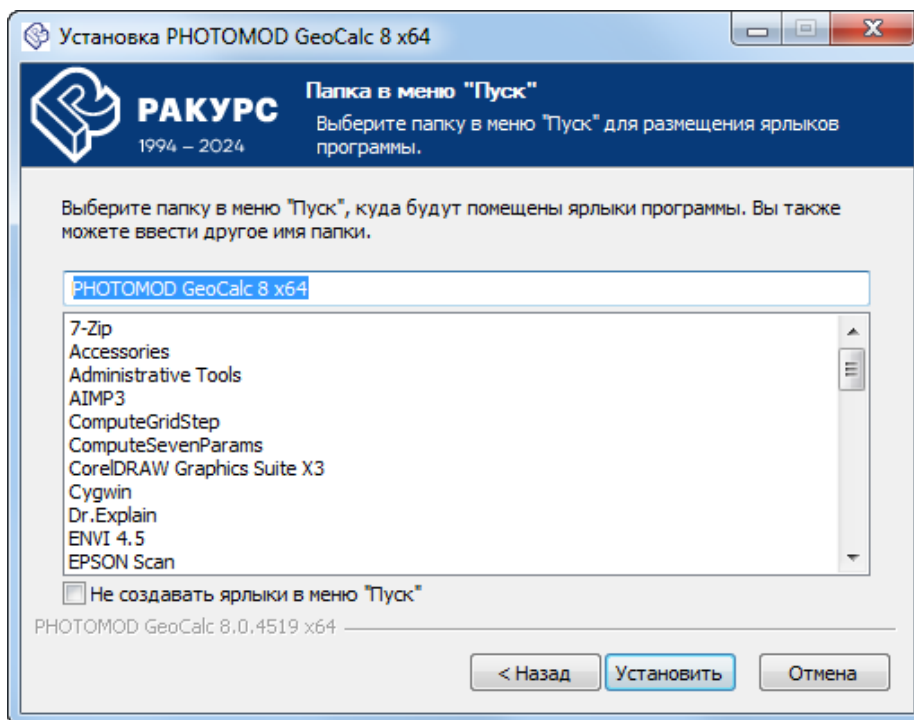 Установка PHOTOMOD GeoCalc 8 x64
РАКУРС
1994 – 2024
Папка в меню "Пуск"
Выберите папку в меню "Пуск" для размещения ярлыков
программы.
Выберите папку в меню "Пуск", куда будут помещены ярлыки программы. Вы также
можете ввести другое имя папки.
PHOTOMOD GeoCalc 8 x64
7-Zip
Accessories
Administrative Tools
AIMP3
ComputeGridStep
ComputeSevenParams
CorelDRAW Graphics Suite X3
Cygwin
Dr.Explain
ENVI 4.5
EPSON Scan
Не создавать ярлыки в меню "Пуск"
PHOTOMOD GeoCalc 8.0.4519 x64
< Назад
Установить
Отмена